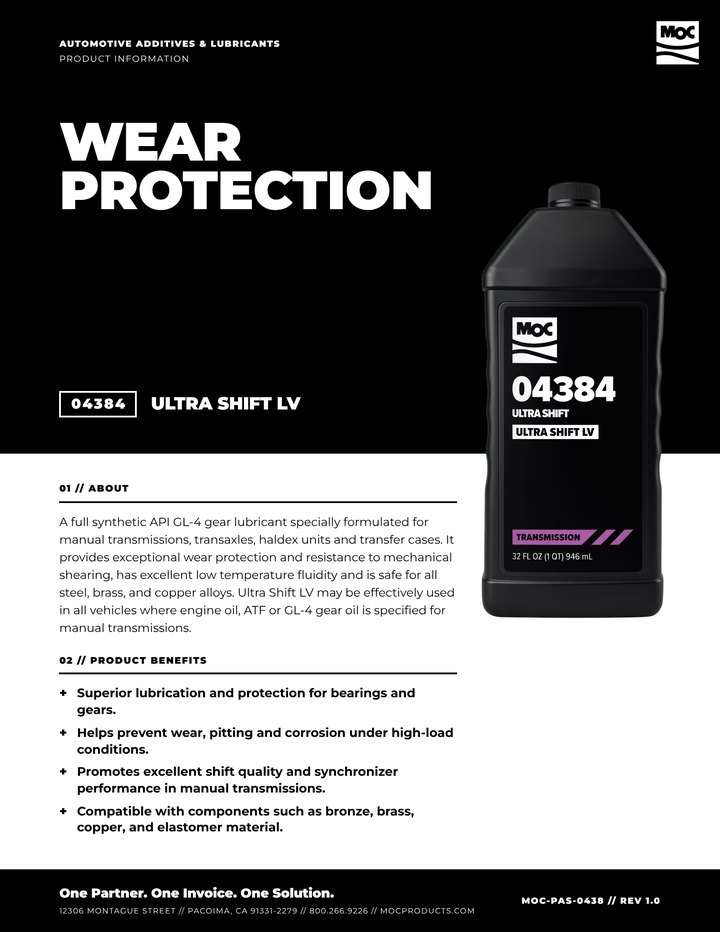 AUTOMOTIVE ADDITIVES & LUBRICANTS
PRODUCT INFORMATION
MOC
WEAR
PROTECTION
04384 ULTRA SHIFT LV
MOC
04384
ULTRA SHIFT
ULTRA SHIFT LV
TRANSMISSION
32 FL OZ (1 QT) 946 mL
01 // ABOUT
A full synthetic API GL-4 gear lubricant specially formulated for
manual transmissions, transaxles, haldex units and transfer cases. It
provides exceptional wear protection and resistance to mechanical
shearing, has excellent low temperature fluidity and is safe for all
steel, brass, and copper alloys. Ultra Shift LV may be effectively used
in all vehicles where engine oil, ATF or GL-4 gear oil is specified for
manual transmissions.
02 // PRODUCT BENEFITS
+ Superior lubrication and protection for bearings and
gears.
+ Helps prevent wear, pitting and corrosion under high-load
conditions.
+ Promotes excellent shift quality and synchronizer
performance in manual transmissions.
+ Compatible with components such as bronze, brass,
copper, and elastomer material.
One Partner. One Invoice. One Solution.
12306 MONTAGUE STREET // PACOIMA, CA 91331-2279 // 800.266.9226 // MOCPRODUCTS.COM
MOC-PAS-0438 // REV 1.0